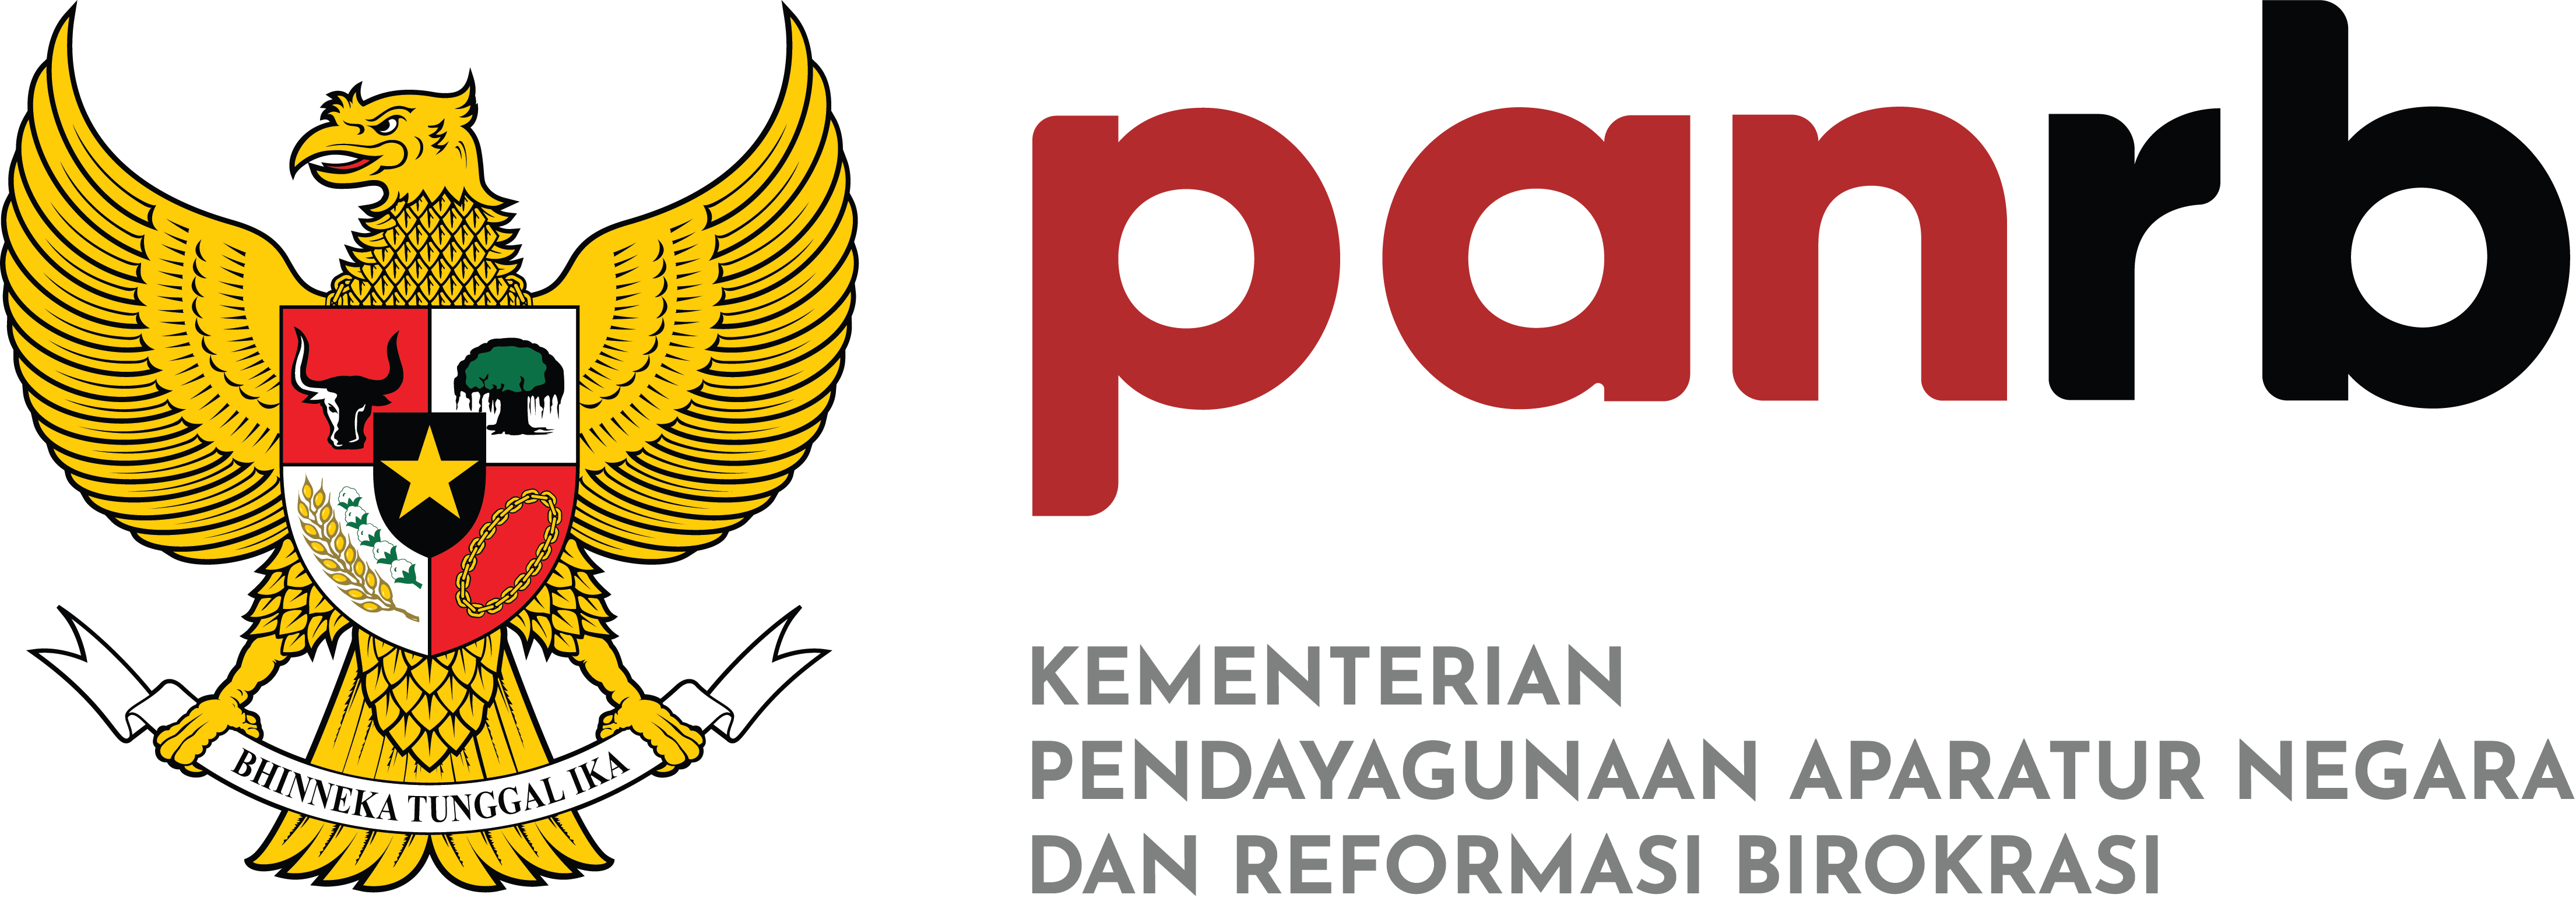 BHINNEKA TUNGGAL IKA
panrb
KEMENTERIAN
PENDAYAGUNAAN APARATUR NEGARA
DAN REFORMASI BIROKRASI